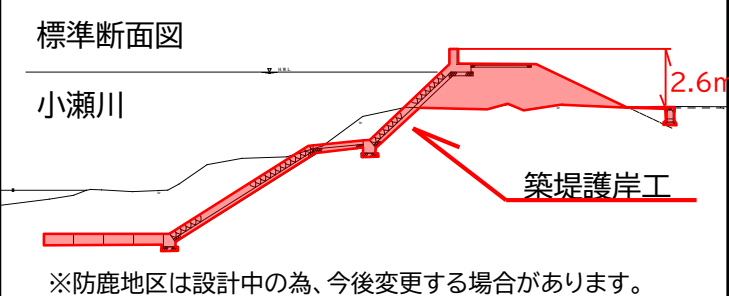 標準断面図
H.W.L
小瀬川
2.6m
築堤護岸工
※防鹿地区は設計中の為、今後変更する場合があります。